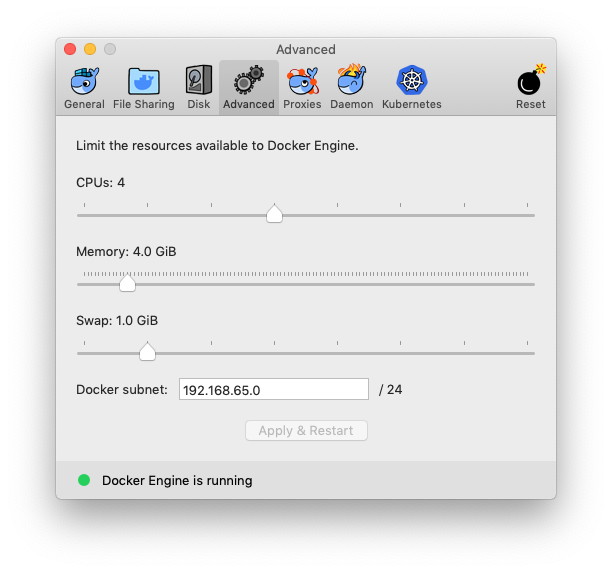 Advanced
General File Sharing Disk Advanced Proxies Daemon Kubernetes Reset
Limit the resources available to Docker Engine.
CPUs: 4
Memory: 4.0 GiB
Swap: 1.0 GiB
Docker subnet: 192.168.65.0 / 24
Apply & Restart
Docker Engine is running